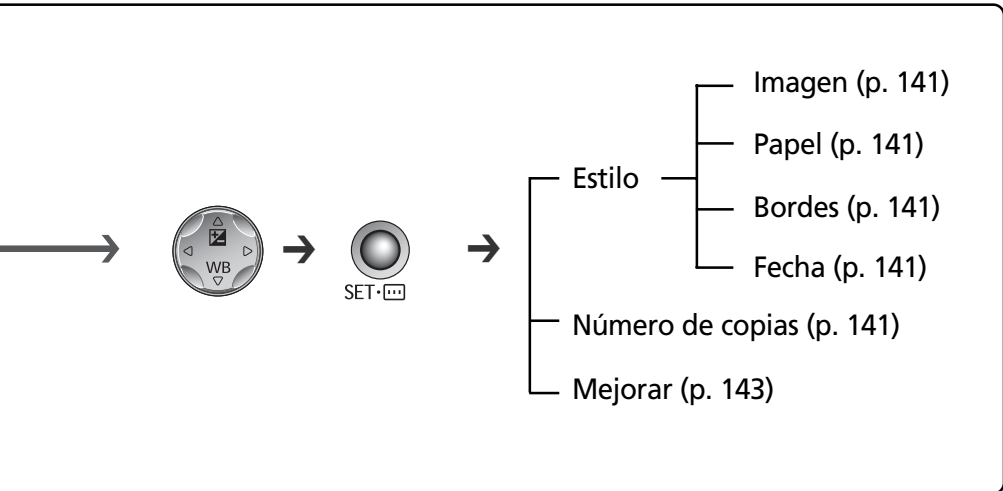 Imagen (p. 141)
Papel (p. 141)
Estilo
Bordes (p. 141)
WB
Fecha (p. 141)
SET·
Número de copias (p. 141)
Mejorar (p. 143)